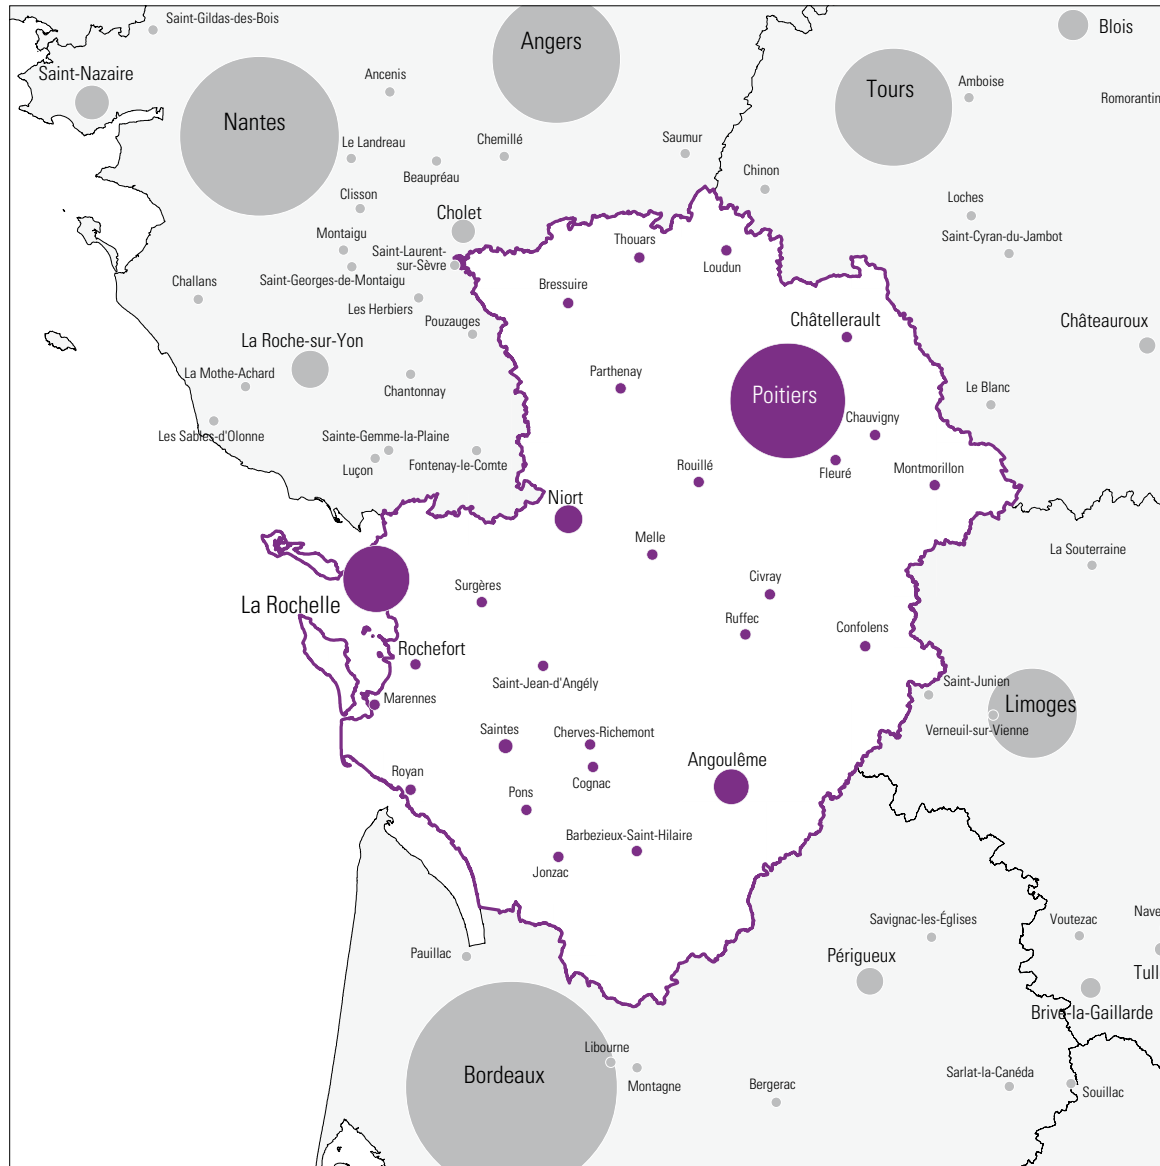 Saint-Gildas-des-Bois
Angers
Blois
Saint-Nazaire
Ancenis
Tours
Amboise
Romorantin
Nantes
Le Landreau
Chemillé
Saumur
Beaupréau
Chinon
Clisson
Loches
Cholet
Montaigu
Saint-Laurent-
sur-Sèvre
Thouars
Loudun
Saint-Cyran-du-Jambot
Challans
Saint-Georges-de-Montaigu
Bressuire
Les Herbiers
Pouzauges
Châtellerault
Châteauroux
La Roche-sur-Yon
La Mothe-Achard
Chantonnay
Parthenay
Poitiers
Le Blanc
Chauvigny
Les Sables-d'Olonne
Sainte-Gemme-la-Plaine
Luçon
Fontenay-le-Comte
Rouillé
Fleuré
Montmorillon
Niort
Melle
La Souterraine
Surgères
Civray
La Rochelle
Ruffec
Confolens
Rochefort
Saint-Jean-d'Angély
Saint-Junien
Marennes
Limoges
Verneuil-sur-Vienne
Saintes
Cherves-Richemont
Angoulême
Royan
Cognac
Pons
Barbezieux-Saint-Hilaire
Jonzac
Savignac-les-Églises
Voutezac
Nave
Pauillac
Périgueux
Tull
Brive-la-Gaillarde
Libourne
Bordeaux
Montagne
Bergerac
Sarlat-la-Canéda
Souillac